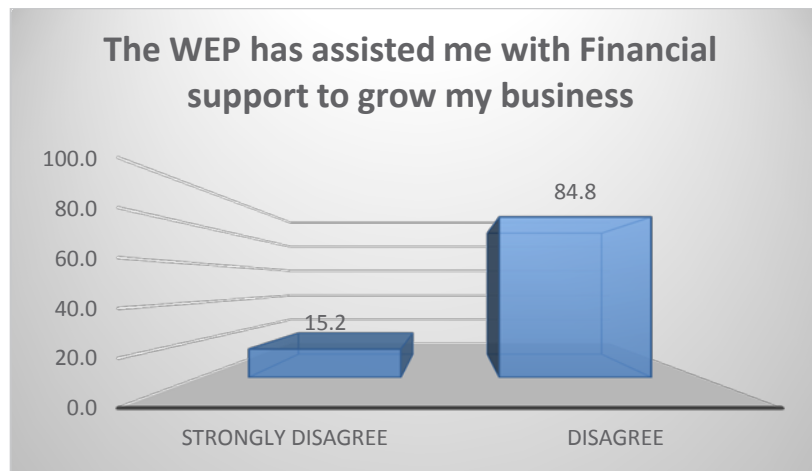 The WEP has assisted me with Financial
support to grow my business
100.0
80.0
60.0
40.0
20.0
0.0
84.8
15.2
STRONGLY DISAGREE
DISAGREE